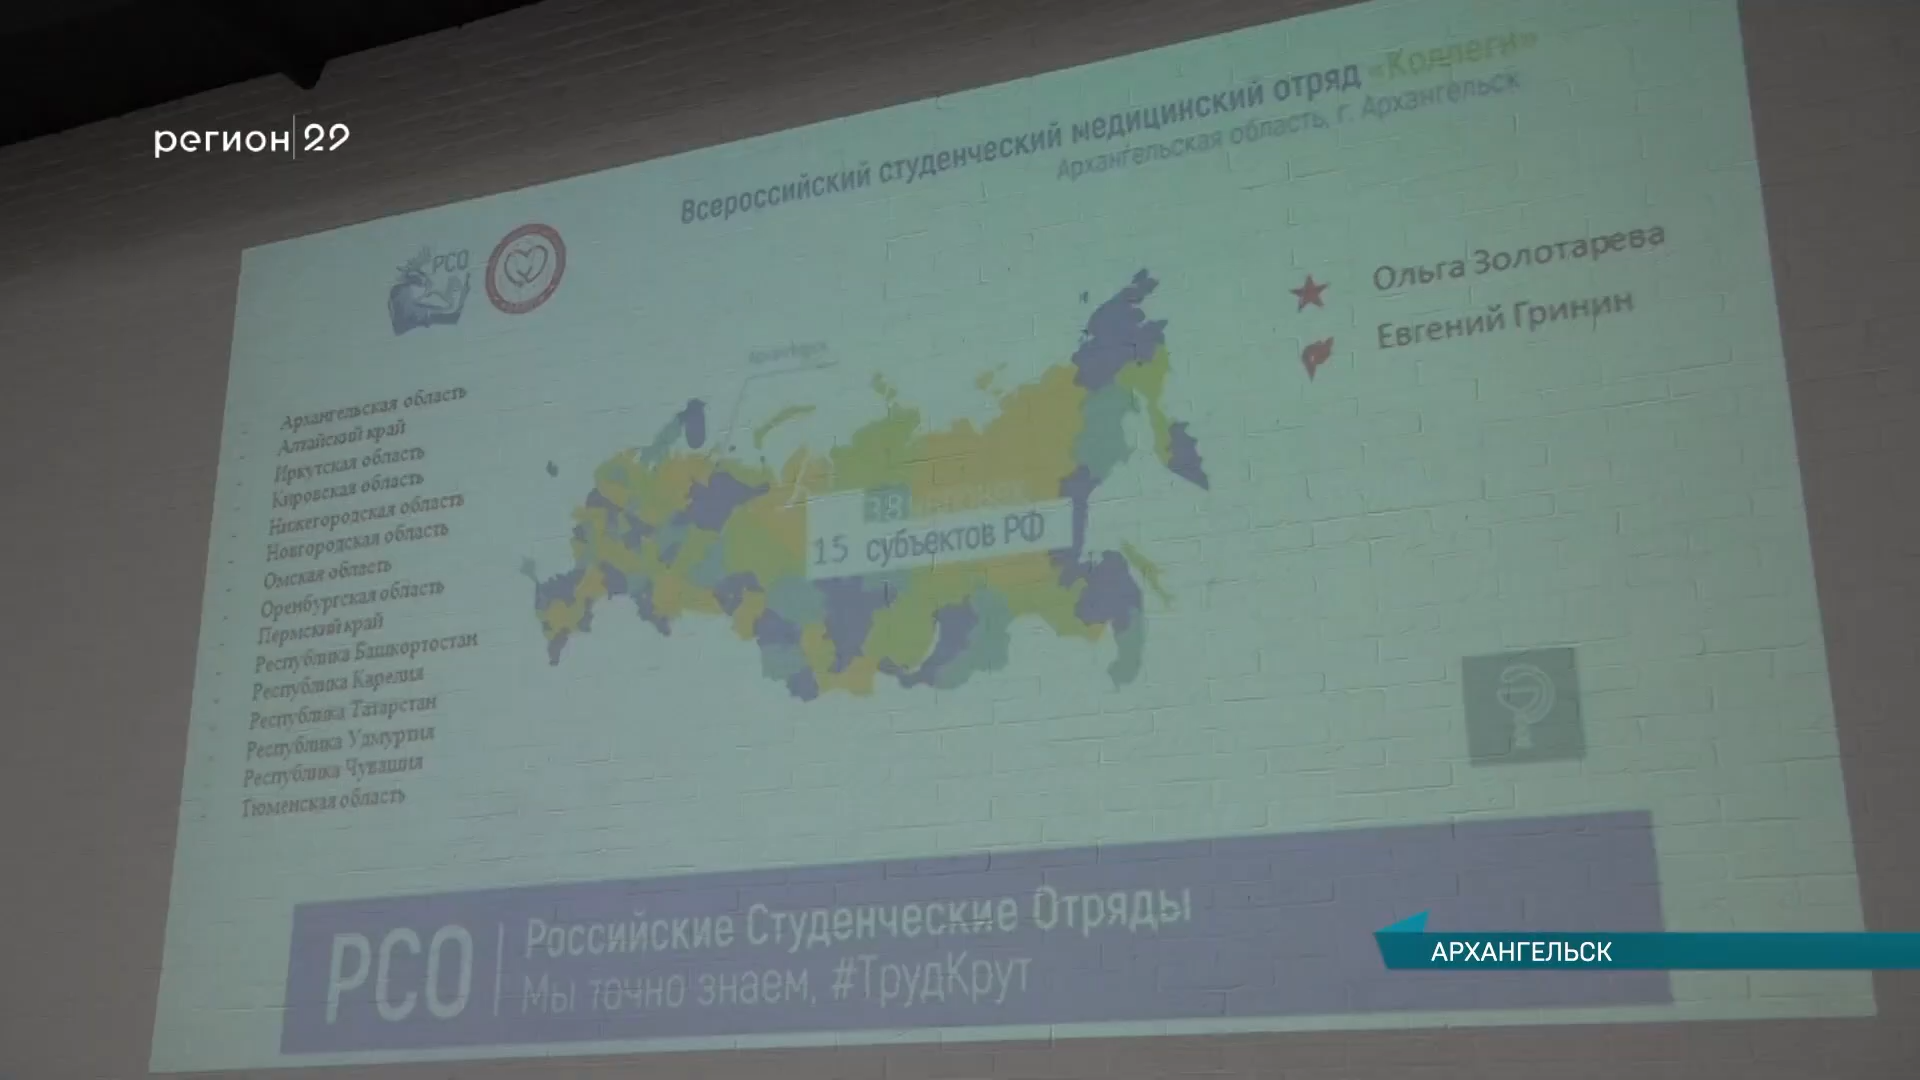 регион|29
Всероссийский студенческий медицинский отряд «Коллеги»
Архангельская область, г. Архангельск
РСО
Ольга Золотарева
Евгений Гринин
Архангельская область
Алтайский край
Иркутская область
Кировская область
Нижегородская область
Новгородская область
Омская область
Оренбургская область
Пермский край
Республика Башкортостан
Республика Карелия
Республика Татарстан
Республика Удмуртия
Республика Чувашия
Тюменская область
38
15 субъектов РФ
РСО
Российские Студенческие Отряды
Мы точно знаем, #ТрудКрут
АРХАНГЕЛЬСК